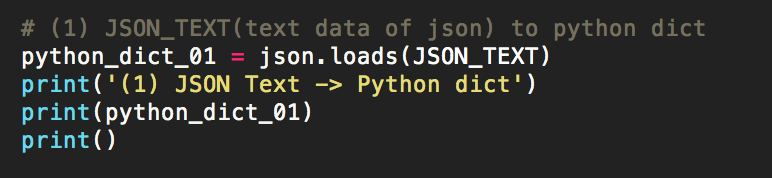 # (1) JSON_TEXT(text data of json) to python dict
python_dict_01 = json.loads(JSON_TEXT)
print('(1) JSON Text -> Python dict')
print(python_dict_01)
print()